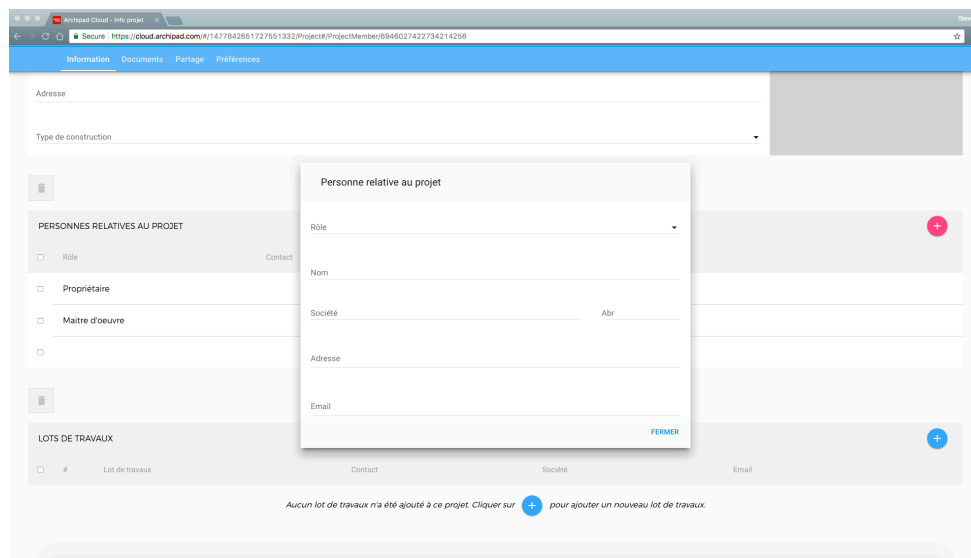 Archipad Cloud - Info projet
Stev
Secure | https://cloud.archipad.com/#/1477842651727551332/Project#/ProjectMember/6946027422734214256
Information Documents Partage Préférences
Adresse
Type de construction
Personne relative au projet
Rôle
Nom
Société Abr
Adresse
Email
FERMER
PERSONNES RELATIVES AU PROJET
Rôle Contact
Propriétaire
Maitre d'oeuvre
LOTS DE TRAVAUX
# Lot de travaux Contact Société Email
Aucun lot de travaux n'a été ajouté à ce projet. Cliquer sur + pour ajouter un nouveau lot de travaux.